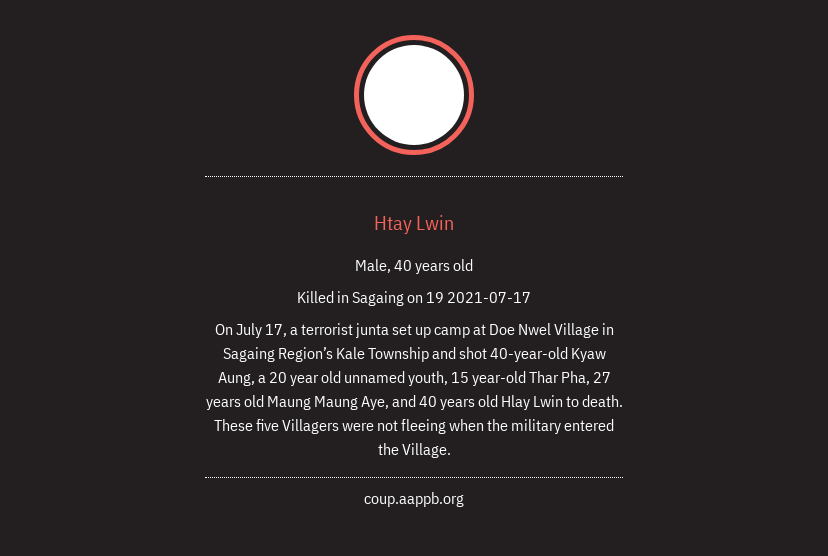 Htay Lwin
Male, 40 years old
Killed in Sagaing on 19 2021-07-17
On July 17, a terrorist junta set up camp at Doe Nwel Village in
Sagaing Region’s Kale Township and shot 40-year-old Kyaw
Aung, a 20 year old unnamed youth, 15 year-old Thar Pha, 27
years old Maung Maung Aye, and 40 years old Hlay Lwin to death.
These five Villagers were not fleeing when the military entered
the Village.
coup.aappb.org